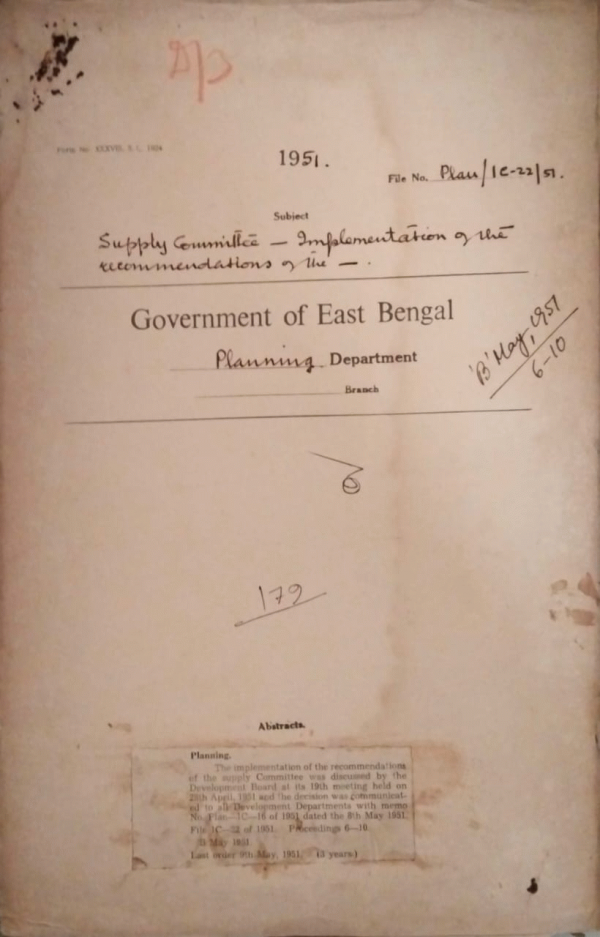 D/3
Form No. XXXVIII, S.L., 1904
1951.
File No. Plan/1C-22/51.
Subject
Supply Committee — Implementation of the
recommendations of the — .
Government of East Bengal
Planning Department
Branch
'B' May, 1951
6-10
179
Abstracts.
Planning.
The implementation of the recommendations
of the supply Committee was discussed by the
Development Board at its 19th meeting held on
April, 1951 and the decision was communicat-
ed to all Development Departments with memo
No. Plan—1C—16 of 1951 dated the 8th May 1951.
File 1C—22 of 1951. Proceedings 6—10.
B May 1951.
Last order 9th May, 1951. (3 years.)